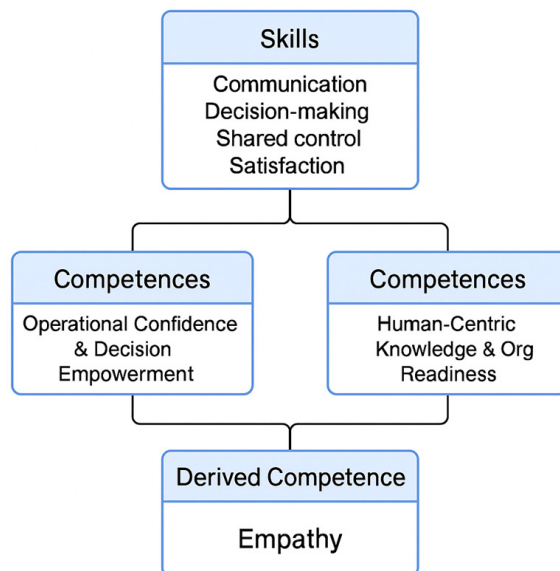 Skills
Communication
Decision-making
Shared control
Satisfaction
Competences
Operational Confidence
& Decision
Empowerment
Competences
Human-Centric
Knowledge & Org
Readiness
Derived Competence
Empathy